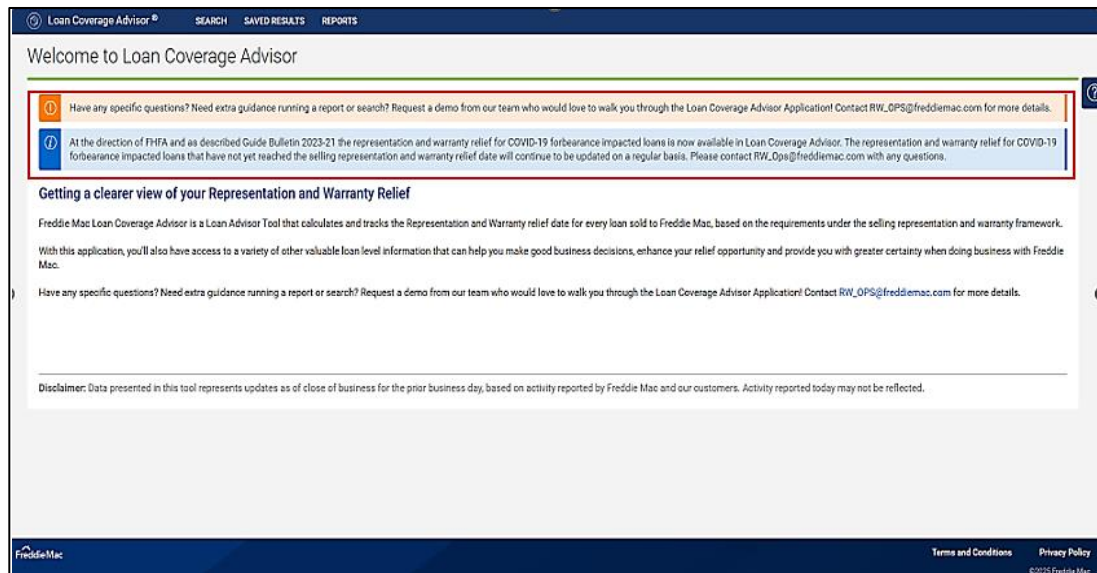 Loan Coverage Advisor ® SEARCH SAVED RESULTS REPORTS
Welcome to Loan Coverage Advisor
Have any specific questions? Need extra guidance running a report or search? Request a demo from our team who would love to walk you through the Loan Coverage Advisor Application! Contact RW_OPS@freddiemac.com for more details.
At the direction of FHFA and as described Guide Bulletin 2023-21 the representation and warranty relief for COVID-19 forbearance impacted loans is now available in Loan Coverage Advisor. The representation and warranty relief for COVID-19
forbearance impacted loans that have not yet reached the selling representation and warranty relief date will continue to be updated on a regular basis. Please contact RW_Ops@freddiemac.com with any questions.
Getting a clearer view of your Representation and Warranty Relief
Freddie Mac Loan Coverage Advisor is a Loan Advisor Tool that calculates and tracks the Representation and Warranty relief date for every loan sold to Freddie Mac, based on the requirements under the selling representation and warranty framework.
With this application, you'll also have access to a variety of other valuable loan level information that can help you make good business decisions, enhance your relief opportunity and provide you with greater certainty when doing business with Freddie
Mac.
Have any specific questions? Need extra guidance running a report or search? Request a demo from our team who would love to walk you through the Loan Coverage Advisor Application! Contact RW_OPS@freddiemac.com for more details.
Disclaimer: Data presented in this tool represents updates as of close of business for the prior business day, based on activity reported by Freddie Mac and our customers. Activity reported today may not be reflected.
FreddieMac Terms and Conditions Privacy Policy
©2025 Freddie Mac